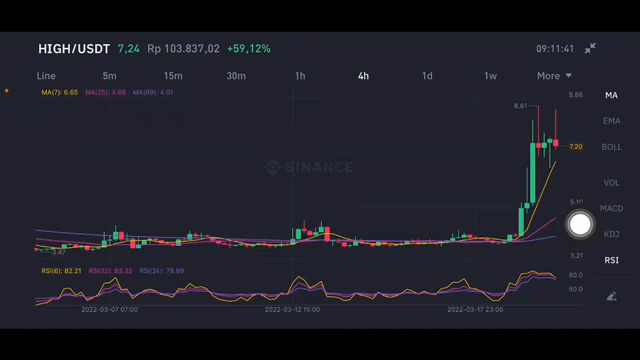 HIGH/USDT 7,24 Rp 103.837,02 +59,12% 09:11:41
Line 5m 15m 30m 1h 4h 1d 1w More
MA(7): 6.65 MA(25): 4.66 MA(99): 4.01
8.86
MA
8.61
EMA
7.20
BOLL
BINANCE
VOL
5.10
MACD
KDJ
3.47
3.21
RSI
RSI(6): 82.21 RSI(12): 83.32 RSI(24): 78.99
80.0
50.0
2022-03-07 07:00 2022-03-12 15:00 2022-03-17 23:00